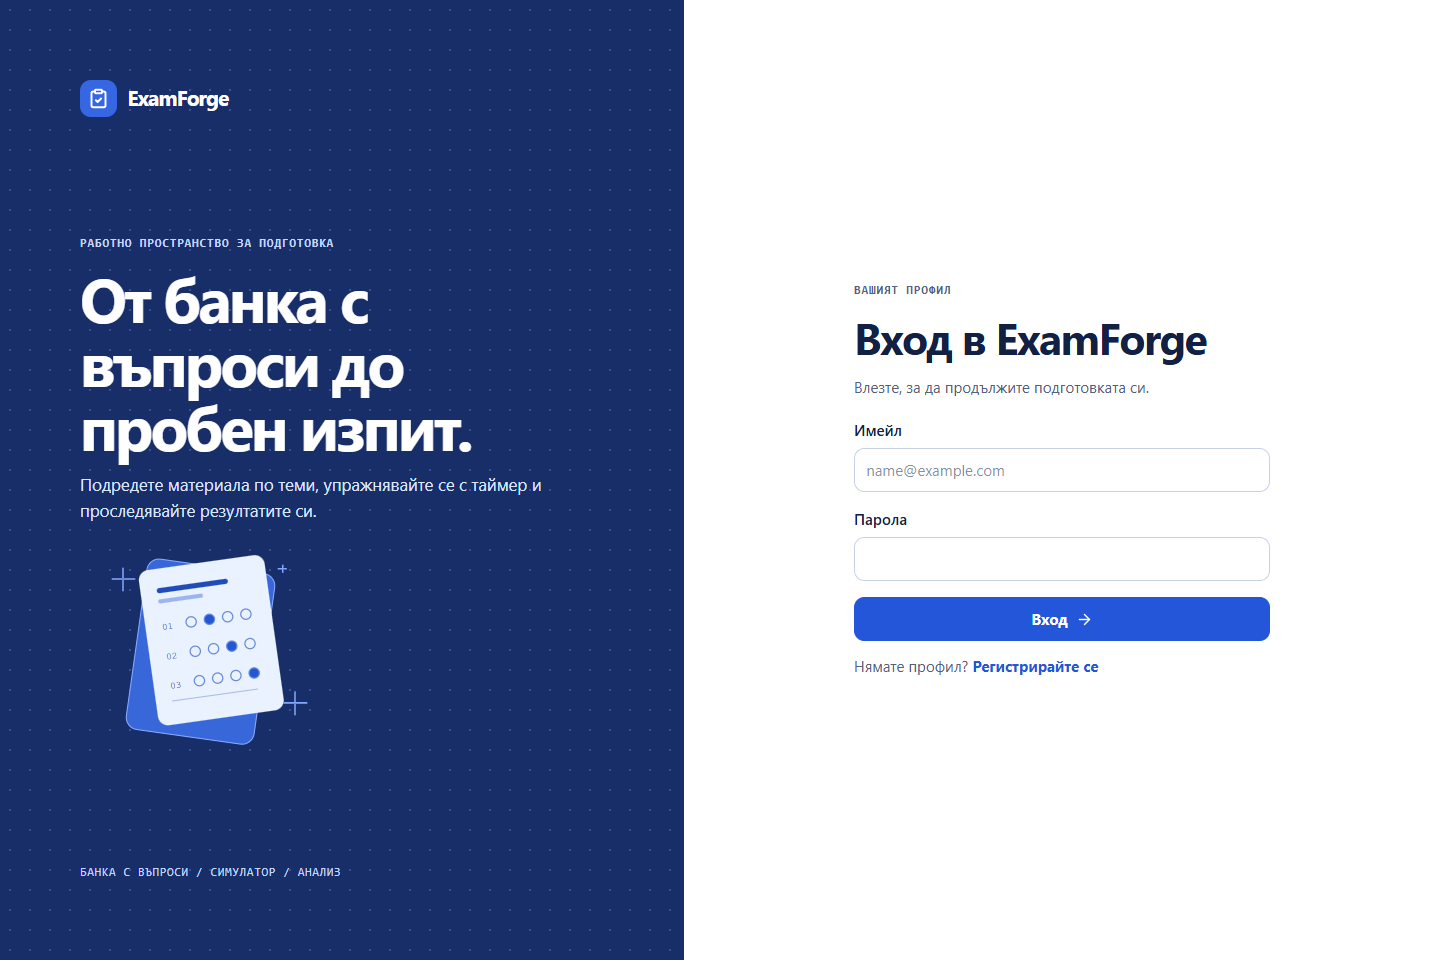 ExamForge
РАБОТНО ПРОСТРАНСТВО ЗА ПОДГОТОВКА
От банка с
въпроси до
пробен изпит.
Подредете материала по теми, упражнявайте се с таймер и
проследявайте резултатите си.
01
02
03
БАНКА С ВЪПРОСИ / СИМУЛАТОР / АНАЛИЗ
ВАШИЯТ ПРОФИЛ
Вход в ExamForge
Влезте, за да продължите подготовката си.
Имейл
name@example.com
Парола
Вход →
Нямате профил? Регистрирайте се